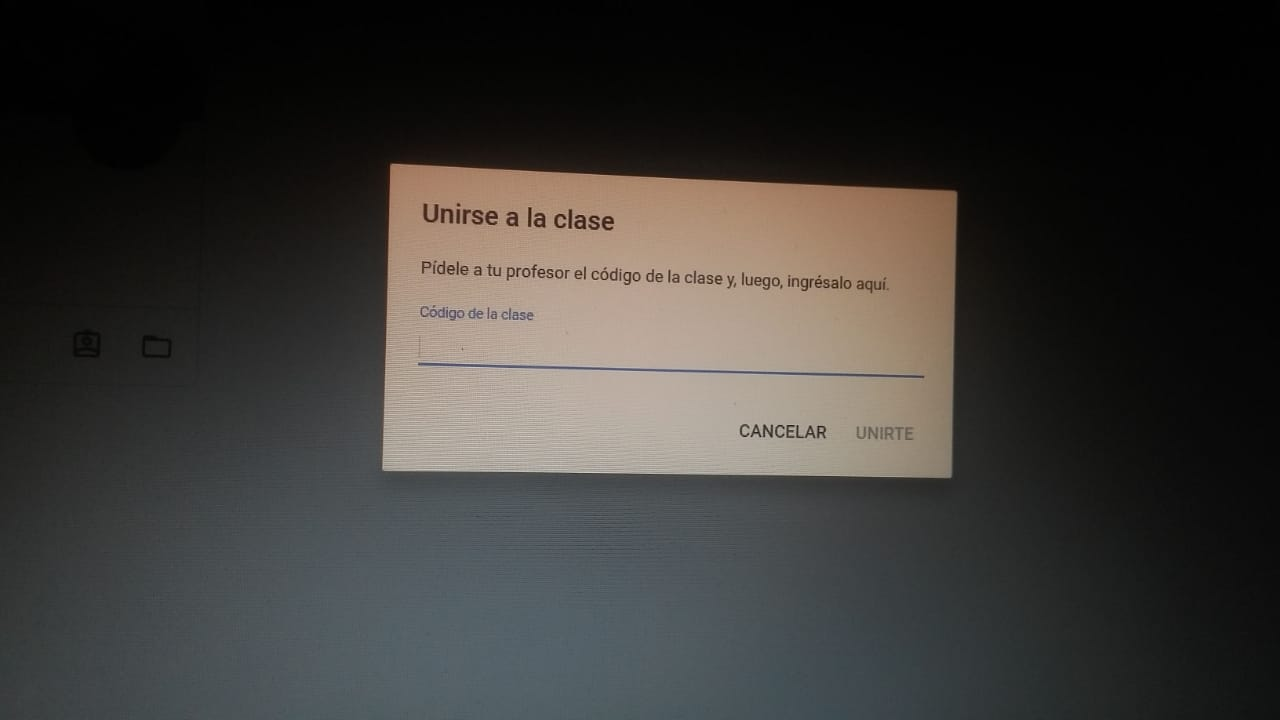 Unirse a la clase
Pídele a tu profesor el código de la clase y, luego, ingrésalo aquí.
Código de la clase
CANCELAR UNIRTE